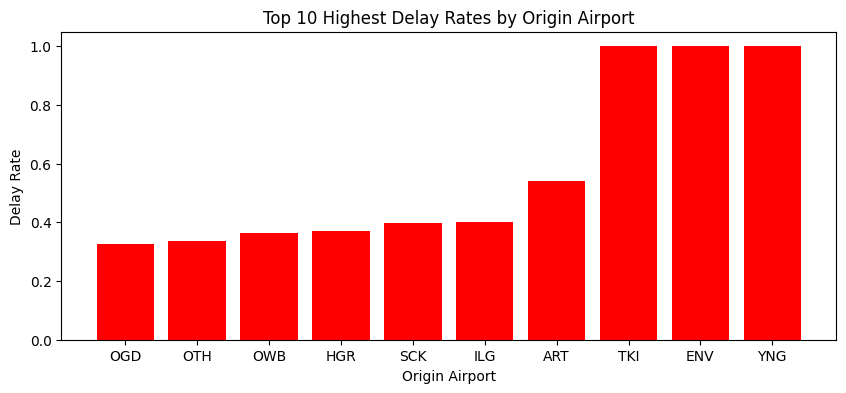 Top 10 Highest Delay Rates by Origin Airport
Delay Rate
1.0
0.8
0.6
0.4
0.2
0.0
OGD OTH OWB HGR SCK ILG ART TKI ENV YNG
Origin Airport